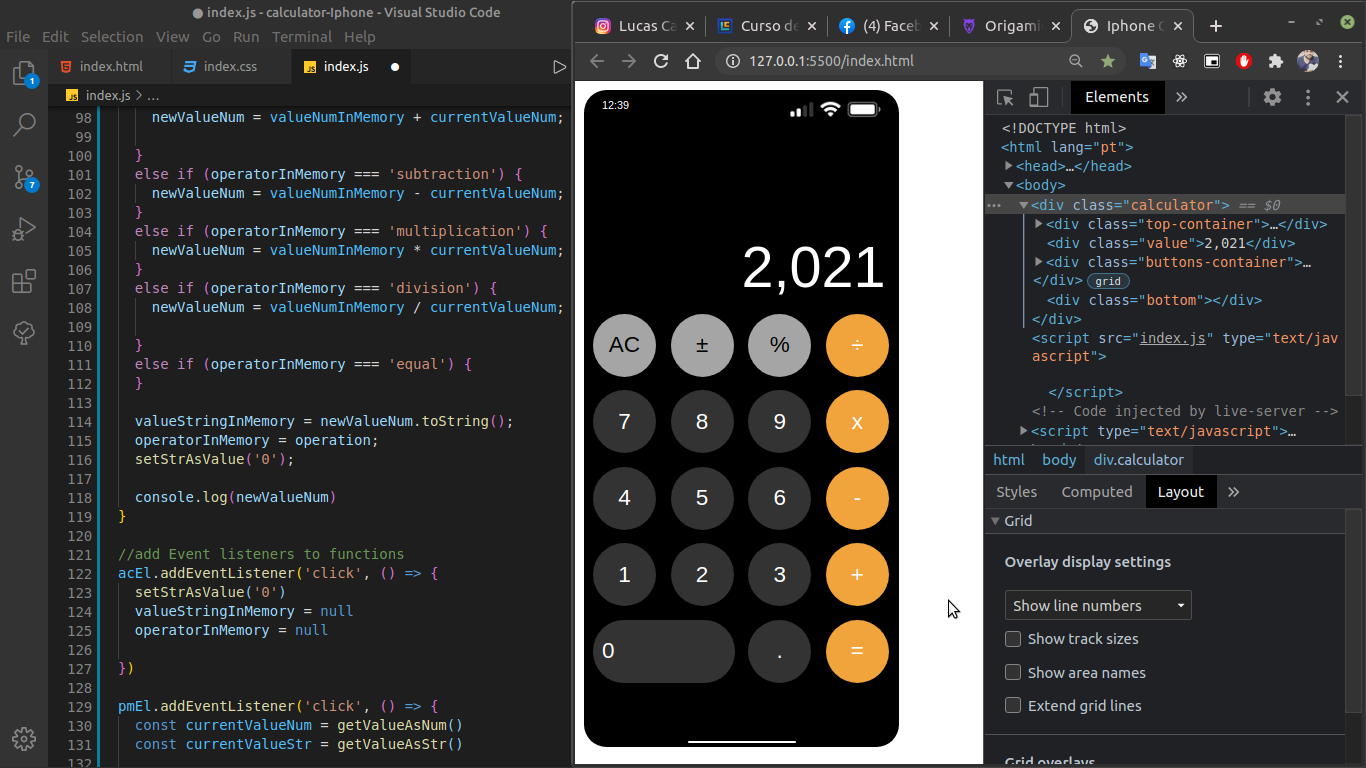 index.js - calculator-Iphone - Visual Studio Code
File Edit Selection View Go Run Terminal Help
index.html
index.css
JS index.js
JS index.js > ...
1
7
98 newValueNum = valueNumInMemory + currentValueNum;
99
100 }
101 else if (operatorInMemory === 'subtraction') {
102 newValueNum = valueNumInMemory - currentValueNum;
103 }
104 else if (operatorInMemory === 'multiplication') {
105 newValueNum = valueNumInMemory * currentValueNum;
106 }
107 else if (operatorInMemory === 'division') {
108 newValueNum = valueNumInMemory / currentValueNum;
109
110 }
111 else if (operatorInMemory === 'equal') {
112 }
113
114 valueStringInMemory = newValueNum.toString();
115 operatorInMemory = operation;
116 setStrAsValue('0');
117
118 console.log(newValueNum)
119 }
120
121 //add Event listeners to functions
122 acEl.addEventListener('click', () => {
123 setStrAsValue('0')
124 valueStringInMemory = null
125 operatorInMemory = null
126
127 })
128
129 pmEl.addEventListener('click', () => {
130 const currentValueNum = getValueAsNum()
131 const currentValueStr = getValueAsStr()
132
Lucas Ca
Curso de
(4) Faceb
Origami
Iphone C
127.0.0.1:5500/index.html
12:39
2,021
AC ± % ÷
7 8 9 x
4 5 6 -
1 2 3 +
0 . =
Elements »
<!DOCTYPE html>
<html lang="pt">
<head>…</head>
<body>
<div class="calculator"> == $0
<div class="top-container">…</div>
<div class="value">2,021</div>
<div class="buttons-container">…
</div> grid
<div class="bottom"></div>
</div>
<script src="index.js" type="text/jav
ascript">
</script>
<!-- Code injected by live-server -->
<script type="text/javascript">…
html body div.calculator
Styles Computed Layout »
Grid
Overlay display settings
Show line numbers
Show track sizes
Show area names
Extend grid lines
Grid overlays